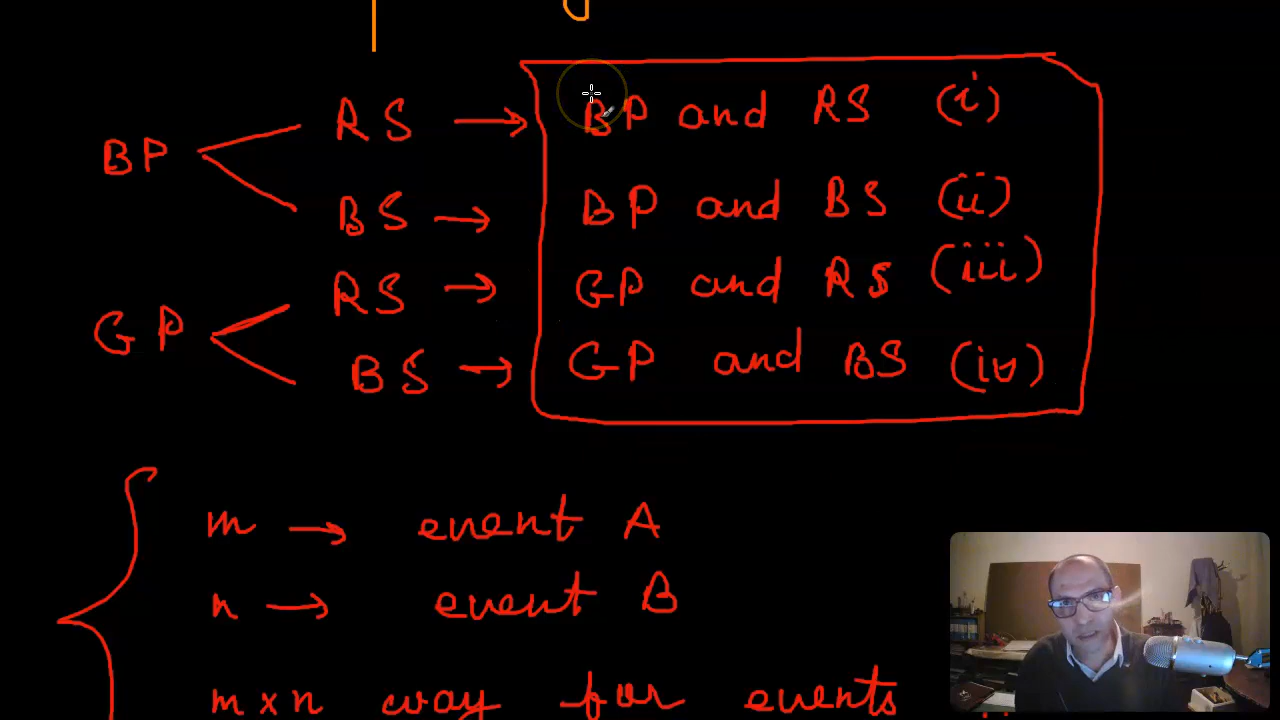 BP
RS → BP and RS (i)
BS → BP and BS (ii)
GP
RS → GP and RS (iii)
BS → GP and BS (iv)
m → event A
n → event B
m x n way for events